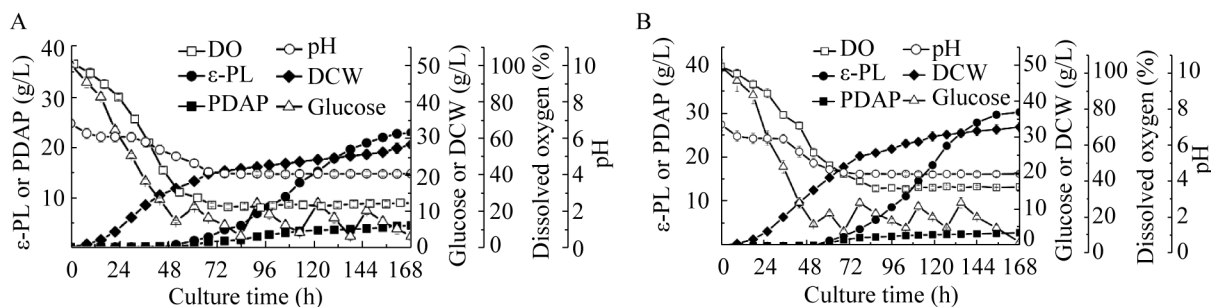 A
ε-PL or PDAP (g/L)
40
30
20
10
DO
ε-PL
PDAP
pH
DCW
Glucose
50
40
30
20
10
0
Glucose or DCW (g/L)
100
80
60
40
20
0
Dissolved oxygen (%)
10
8
6
4
2
0
pH
0 24 48 72 96 120 144 168
Culture time (h)
B
ε-PL or PDAP (g/L)
40
30
20
10
DO
ε-PL
PDAP
pH
DCW
Glucose
50
40
30
20
10
0
Glucose or DCW (g/L)
100
80
60
40
20
0
Dissolved oxygen (%)
10
8
6
4
2
0
pH
0 24 48 72 96 120 144 168
Culture time (h)